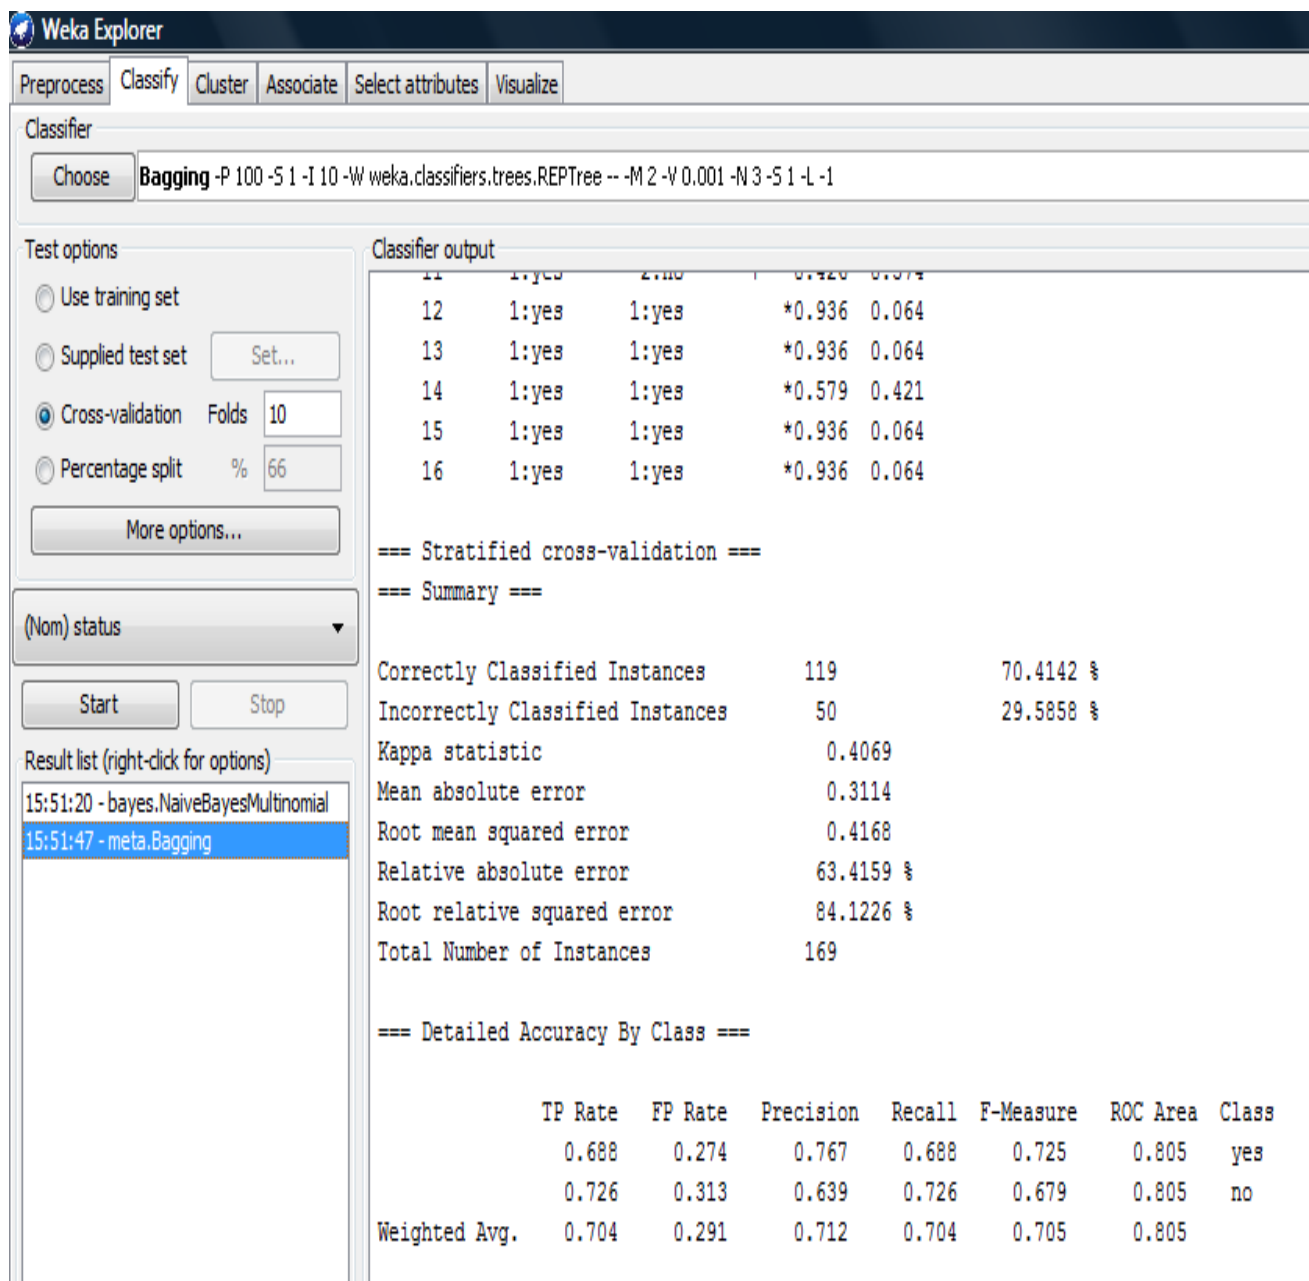 Weka Explorer
Preprocess Classify Cluster Associate Select attributes Visualize
Classifier
Choose Bagging -P 100 -S 1 -I 10 -W weka.classifiers.trees.REPTree -- -M 2 -V 0.001 -N 3 -S 1 -L -1
Test options
Use training set
Supplied test set Set...
Cross-validation Folds 10
Percentage split % 66
More options...
(Nom) status
Start Stop
Result list (right-click for options)
15:51:20 - bayes.NaiveBayesMultinomial
15:51:47 - meta.Bagging
Classifier output
11 1:yes 2:no + 0.426 0.574
12 1:yes 1:yes *0.936 0.064
13 1:yes 1:yes *0.936 0.064
14 1:yes 1:yes *0.579 0.421
15 1:yes 1:yes *0.936 0.064
16 1:yes 1:yes *0.936 0.064
=== Stratified cross-validation ===
=== Summary ===
Correctly Classified Instances 119 70.4142 %
Incorrectly Classified Instances 50 29.5858 %
Kappa statistic 0.4069
Mean absolute error 0.3114
Root mean squared error 0.4168
Relative absolute error 63.4159 %
Root relative squared error 84.1226 %
Total Number of Instances 169
=== Detailed Accuracy By Class ===
TP Rate FP Rate Precision Recall F-Measure ROC Area Class
0.688 0.274 0.767 0.688 0.725 0.805 yes
0.726 0.313 0.639 0.726 0.679 0.805 no
Weighted Avg. 0.704 0.291 0.712 0.704 0.705 0.805